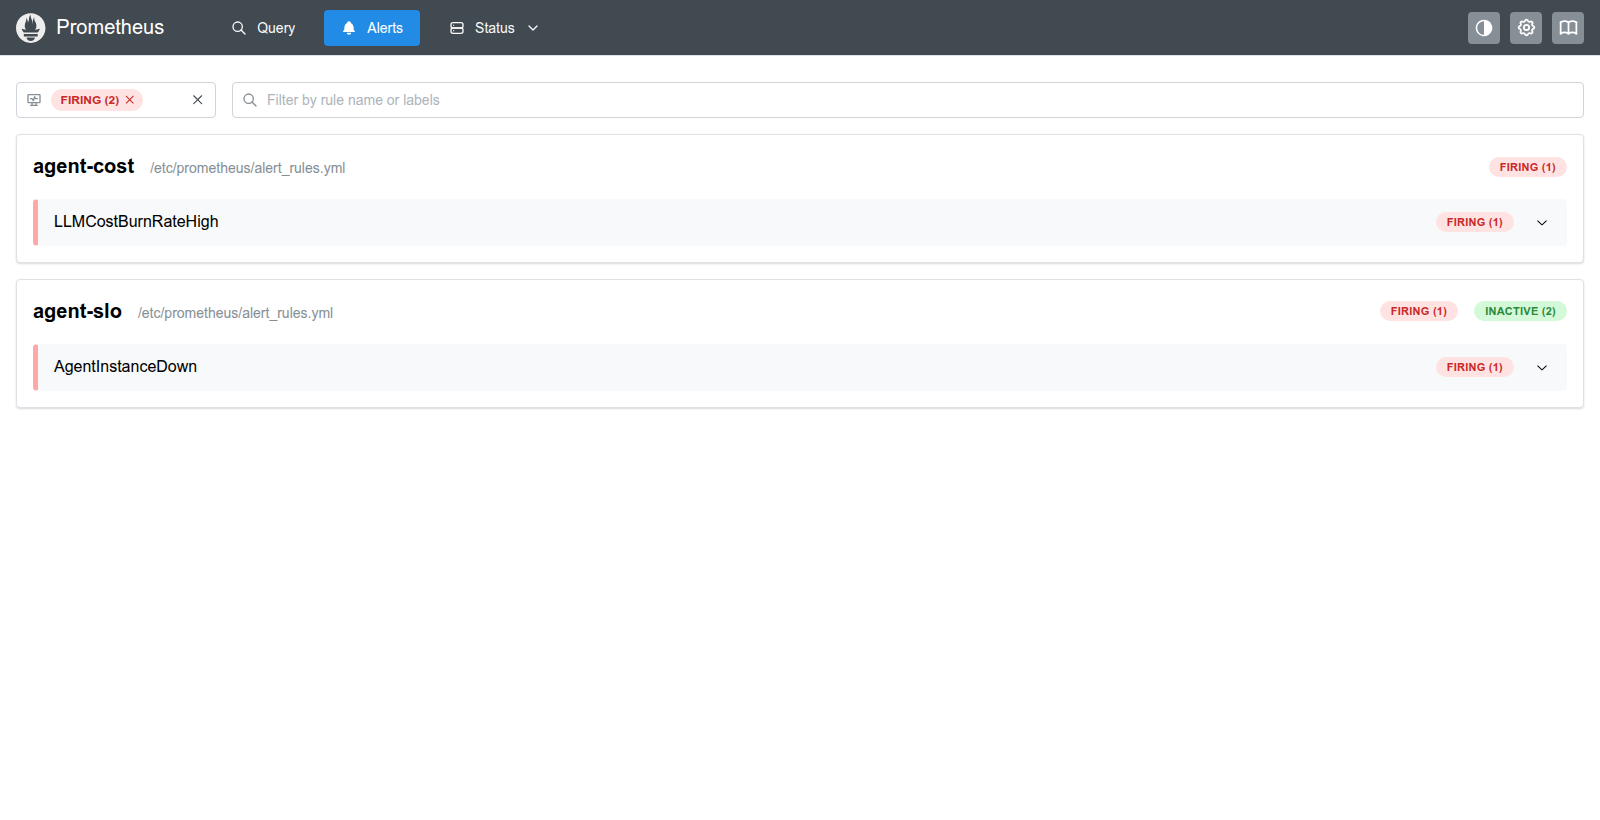 Prometheus Query Alerts Status
FIRING (2) Filter by rule name or labels
agent-cost /etc/prometheus/alert_rules.yml FIRING (1)
LLMCostBurnRateHigh FIRING (1)
agent-slo /etc/prometheus/alert_rules.yml FIRING (1) INACTIVE (2)
AgentInstanceDown FIRING (1)